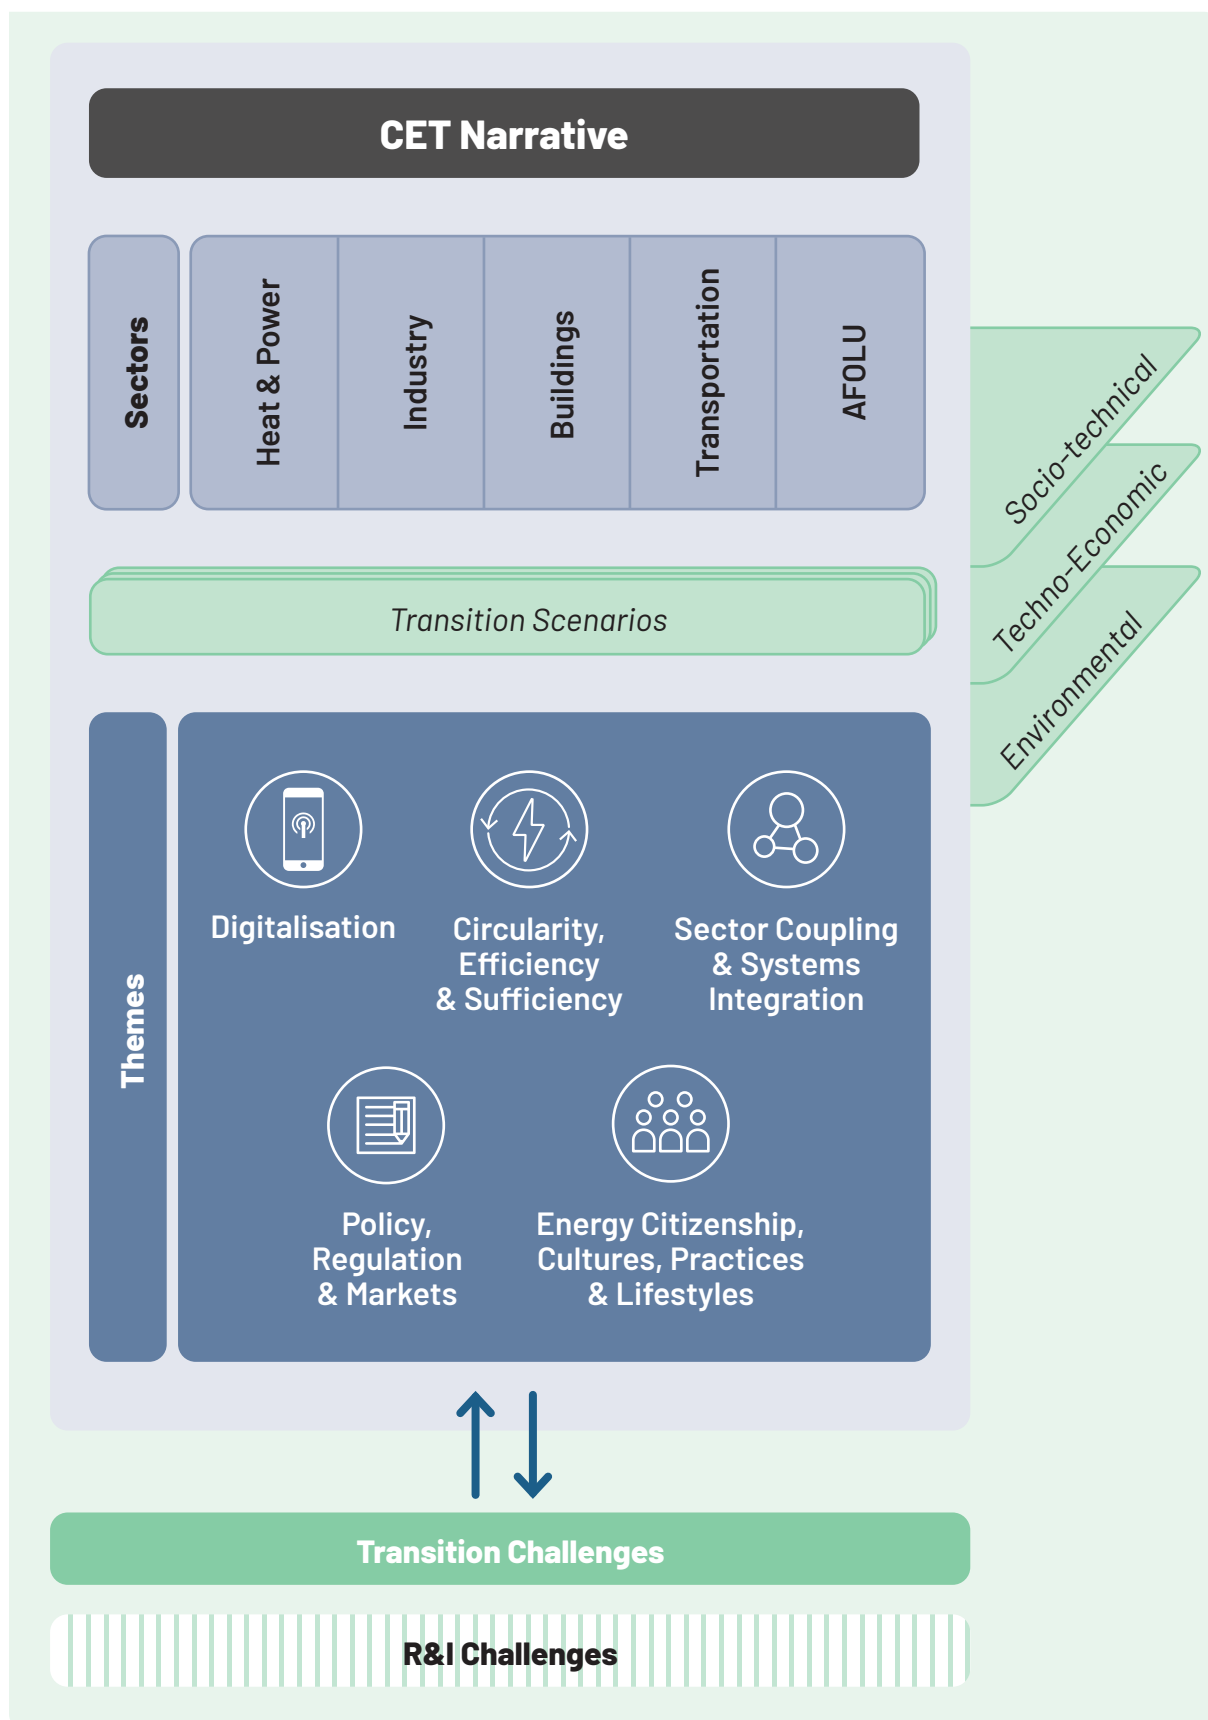 CET Narrative
Sectors
Heat & Power
Industry
Buildings
Transportation
AFOLU
Socio-technical
Techno-Economic
Environmental
Transition Scenarios
Themes
Digitalisation
Circularity,
Efficiency
& Sufficiency
Sector Coupling
& Systems
Integration
Policy,
Regulation
& Markets
Energy Citizenship,
Cultures, Practices
& Lifestyles
Transition Challenges
R&I Challenges